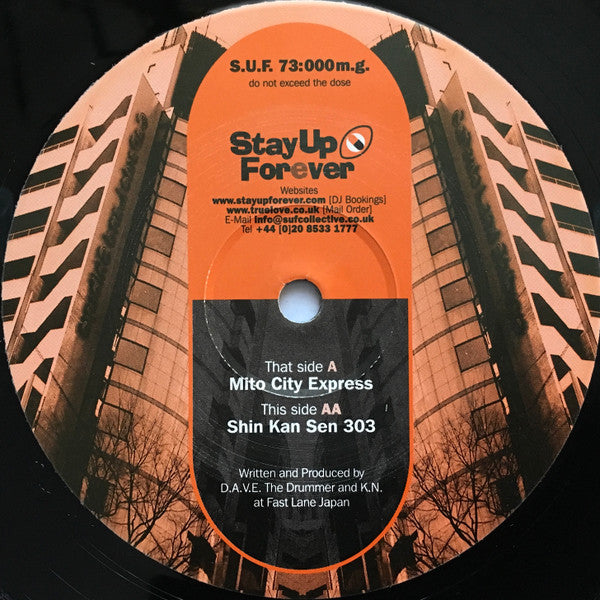 S.U.F. 73:000m.g.
do not exceed the dose
Stay Up
Forever
Websites
www.stayupforever.com [DJ Bookings]
www.truelove.co.uk [Mail Order]
E-Mail info@sufcollective.co.uk
Tel +44 [0]20 8533 1777
That side A
Mito City Express
This side AA
Shin Kan Sen 303
Written and Produced by
D.A.V.E. The Drummer and K.N.
at Fast Lane Japan